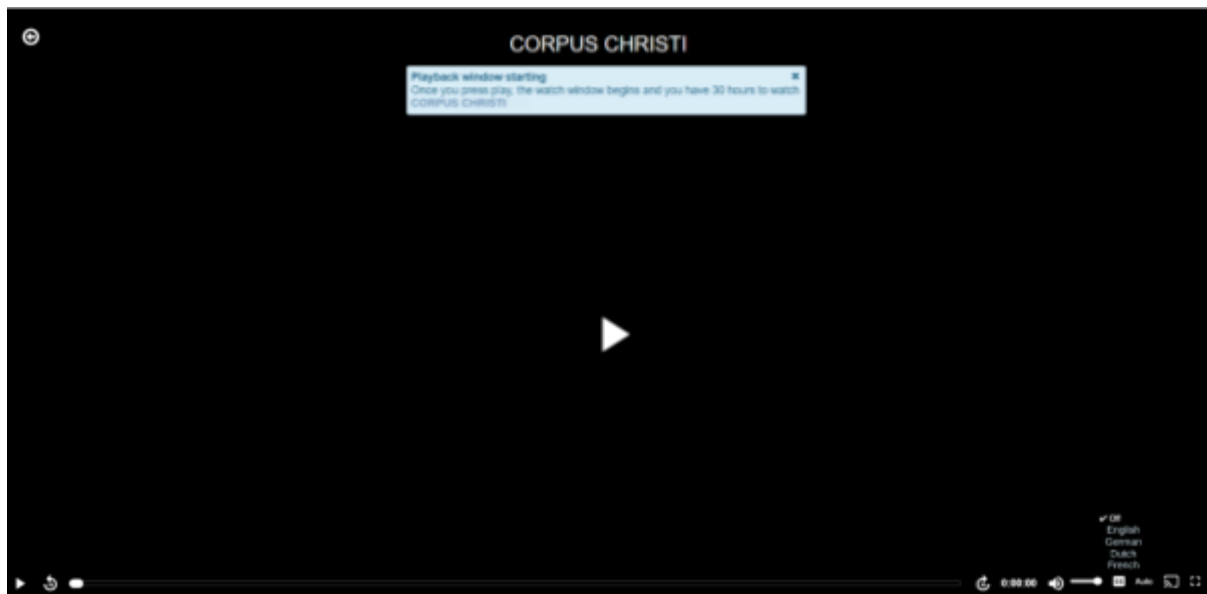 CORPUS CHRISTI
Playback window starting
Once you press play, the watch window begins and you have 30 hours to watch
CORPUS CHRISTI
✔ Off
English
German
Dutch
French
0:00:00
Auto